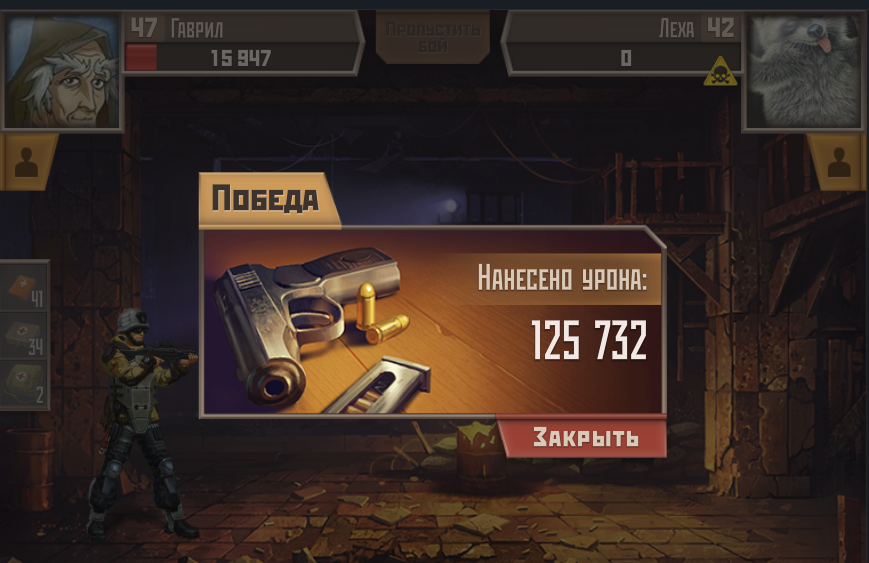 47 Гаврил
Пропустить
бой
Леха 42
15 947
0
Победа
Нанесено урона:
125 732
41
34
2
Закрыть